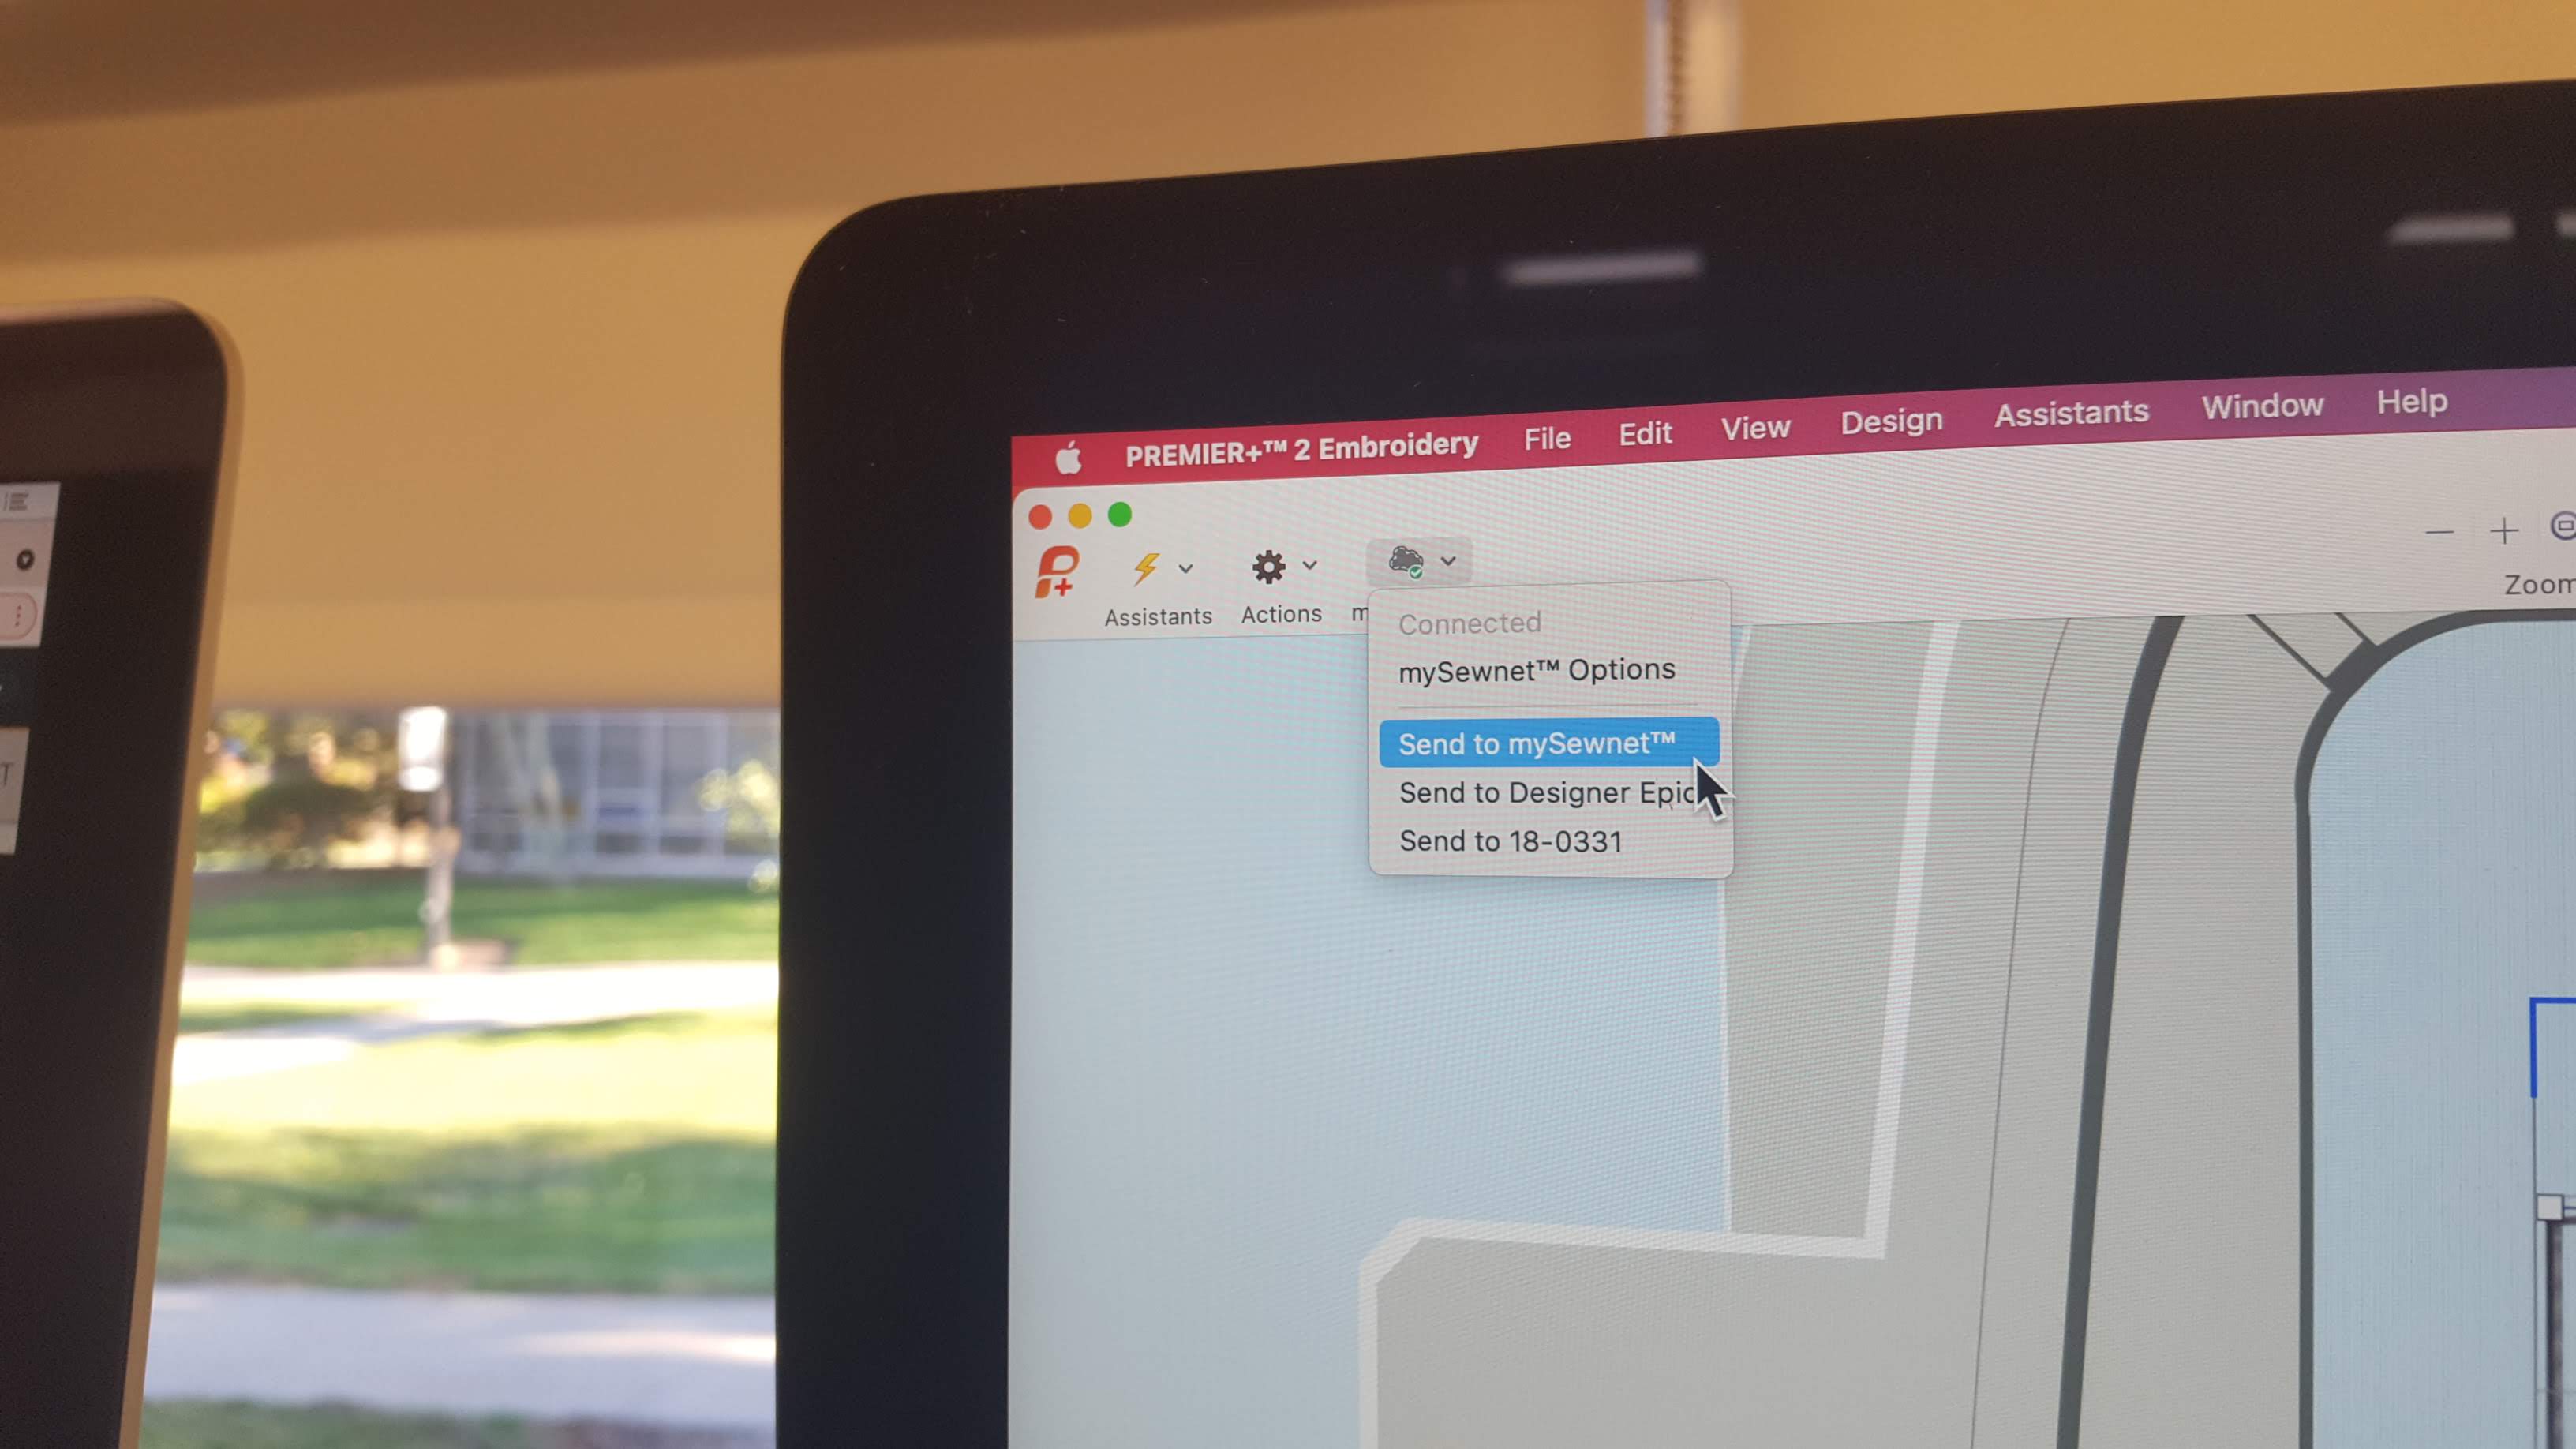 PREMIER+™ 2 Embroidery File Edit View Design Assistants Window Help
Assistants Actions m
Zoom
Connected
mySewnet™ Options
Send to mySewnet™
Send to Designer Epic
Send to 18-0331
T